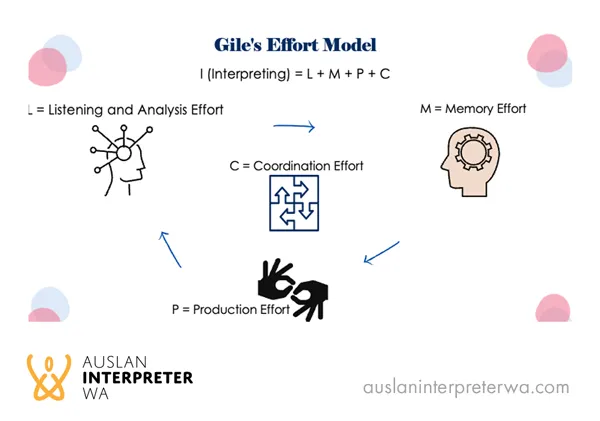 Gile's Effort Model
I (Interpreting) = L + M + P + C
L = Listening and Analysis Effort
M = Memory Effort
C = Coordination Effort
P = Production Effort
AUSLAN
INTERPRETER
WA
auslaninterpreterwa.com